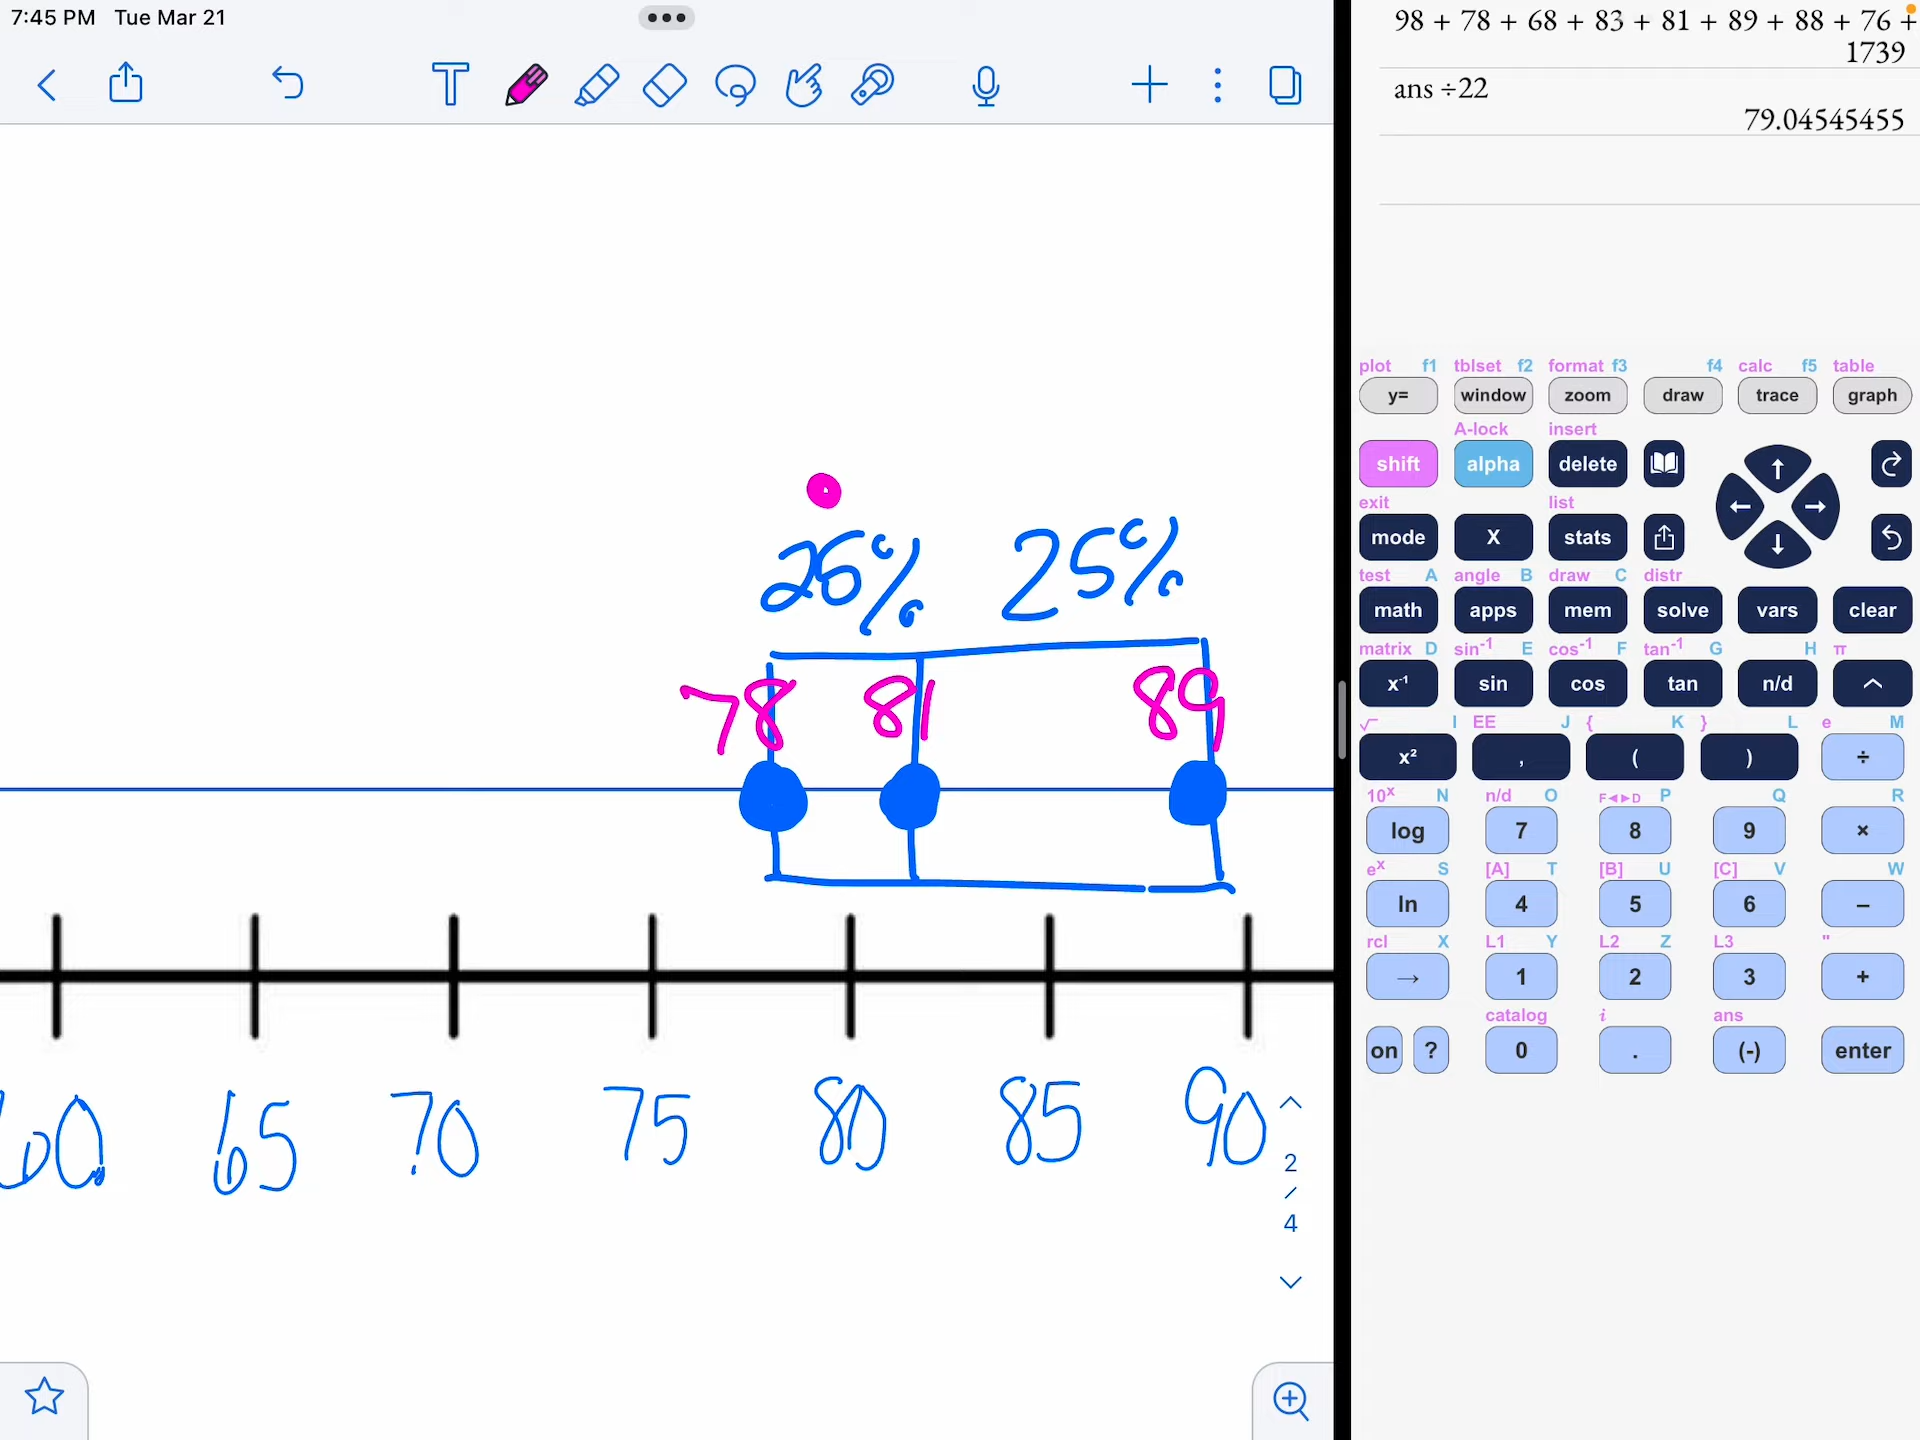 7:45 PM Tue Mar 21
T
25% 25%
78 81 89
60 65 70 75 80 85 90
2
/
4
98 + 78 + 68 + 83 + 81 + 89 + 88 + 76 +
1739
ans ÷22
79.04545455
plot f1 tblset f2 format f3 f4 calc f5 table
y= window zoom draw trace graph
A-lock insert
shift alpha delete
exit list
mode X stats
test A angle B draw C distr
math apps mem solve vars clear
matrix D sin-1 E cos-1 F tan-1 G H π
x-1 sin cos tan n/d ^
√ I EE J { K } L e M
x² , ( ) ÷
10x N n/d O F◄►D P Q R
log 7 8 9 ×
ex S [A] T [B] U [C] V W
ln 4 5 6 −
rcl X L1 Y L2 Z L3 "
→ 1 2 3 +
catalog i ans
on ? 0 . (-) enter